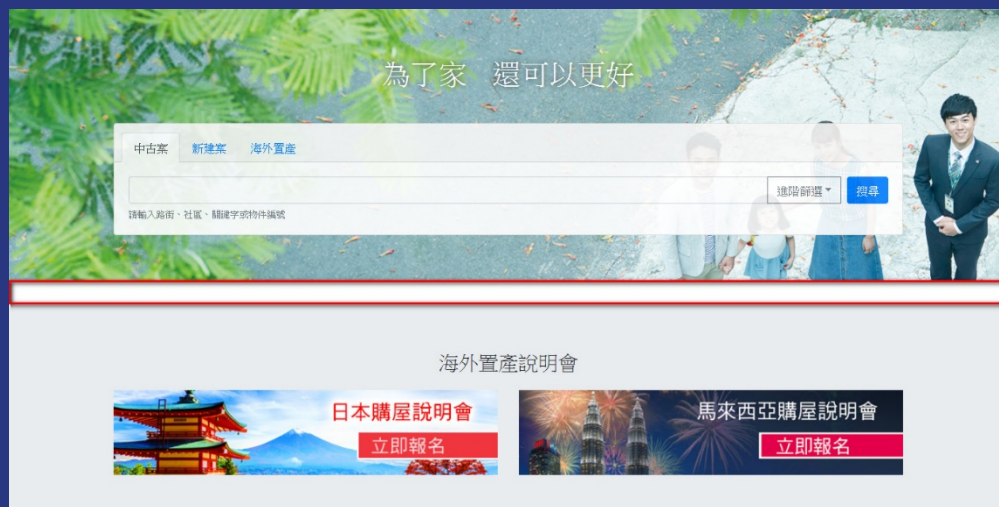 為了家 還可以更好
中古案 新建案 海外置産
進階篩選 搜尋
請輸入路街、社區、關鍵字或物件編號
海外置產說明會
日本購屋說明會
立即報名
馬來西亞購屋說明會
立即報名